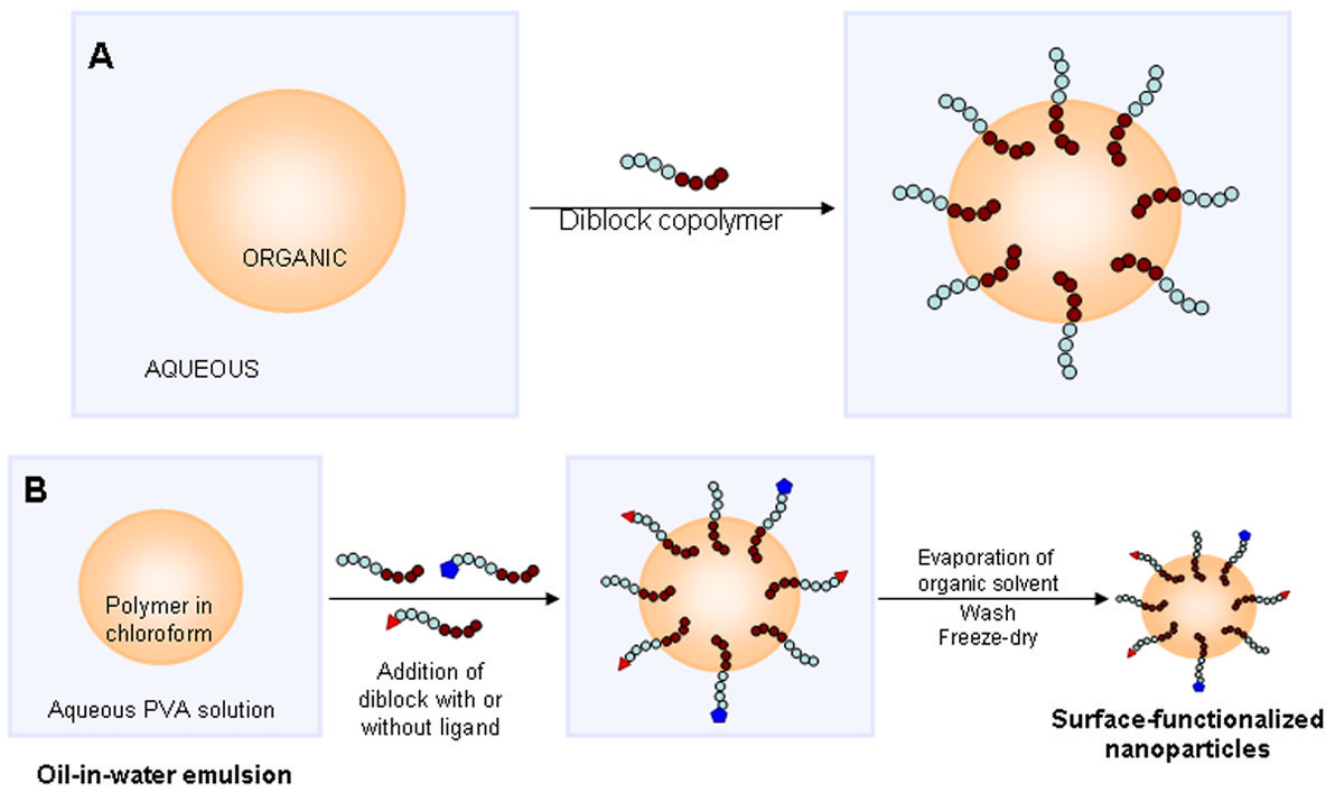 A
ORGANIC
AQUEOUS
Diblock copolymer
B
Polymer in
chloroform
Aqueous PVA solution
Oil-in-water emulsion
Addition of
diblock with or
without ligand
Evaporation of
organic solvent
Wash
Freeze-dry
Surface-functionalized
nanoparticles